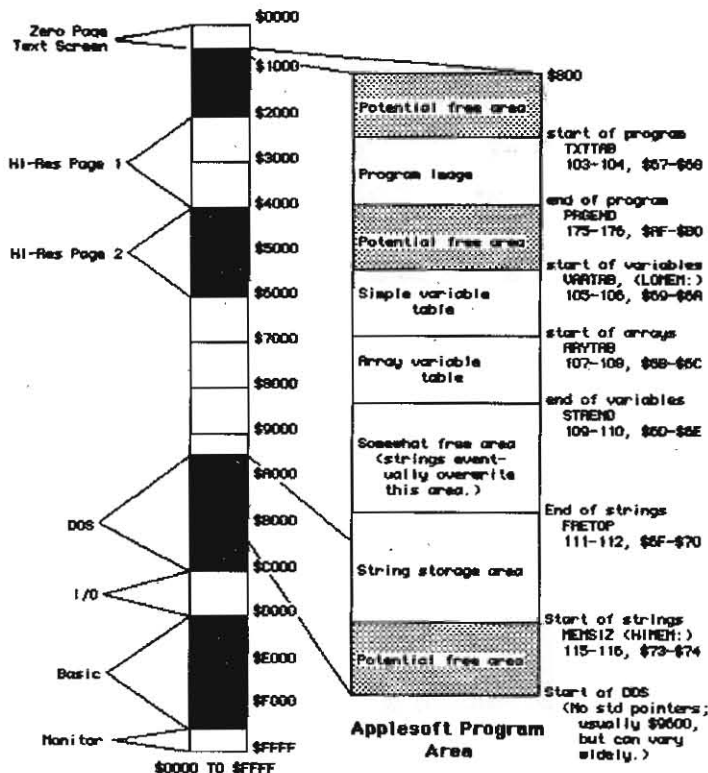 Zero Page
Text Screen
Hi-Res Page 1
Hi-Res Page 2
DOS
I/O
Basic
Monitor
$0000
$1000
$2000
$3000
$4000
$5000
$6000
$7000
$8000
$9000
$A000
$B000
$C000
$D000
$E000
$F000
$FFFF
$0000 TO $FFFF
Potential free area
Program image
Potential free area
Simple variable
table
Array variable
table
Somewhat free area
(strings event-
ually overwrite
this area.)
String storage area
Potential free area
Applesoft Program
Area
$800
start of program
TXTTAB
103-104, $67-$68
end of program
PRGEND
175-176, $AF-$B0
start of variables
VARTAB, (LOMEM:)
105-106, $69-$6A
start of arrays
ARYTAB
107-108, $6B-$6C
end of variables
STREND
109-110, $6D-$6E
End of strings
FRETOP
111-112, $6F-$70
Start of strings
MEMSIZ (HIMEM:)
115-116, $73-$74
Start of DOS
(No std pointers;
usually $9600,
but can vary
widely.)